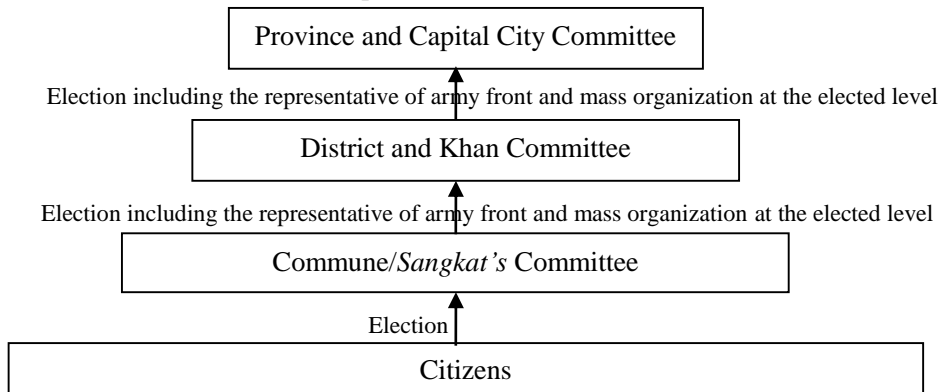 Province and Capital City Committee
Election including the representative of army front and mass organization at the elected level
District and Khan Committee
Election including the representative of army front and mass organization at the elected level
Commune/Sangkat’s Committee
Election
Citizens